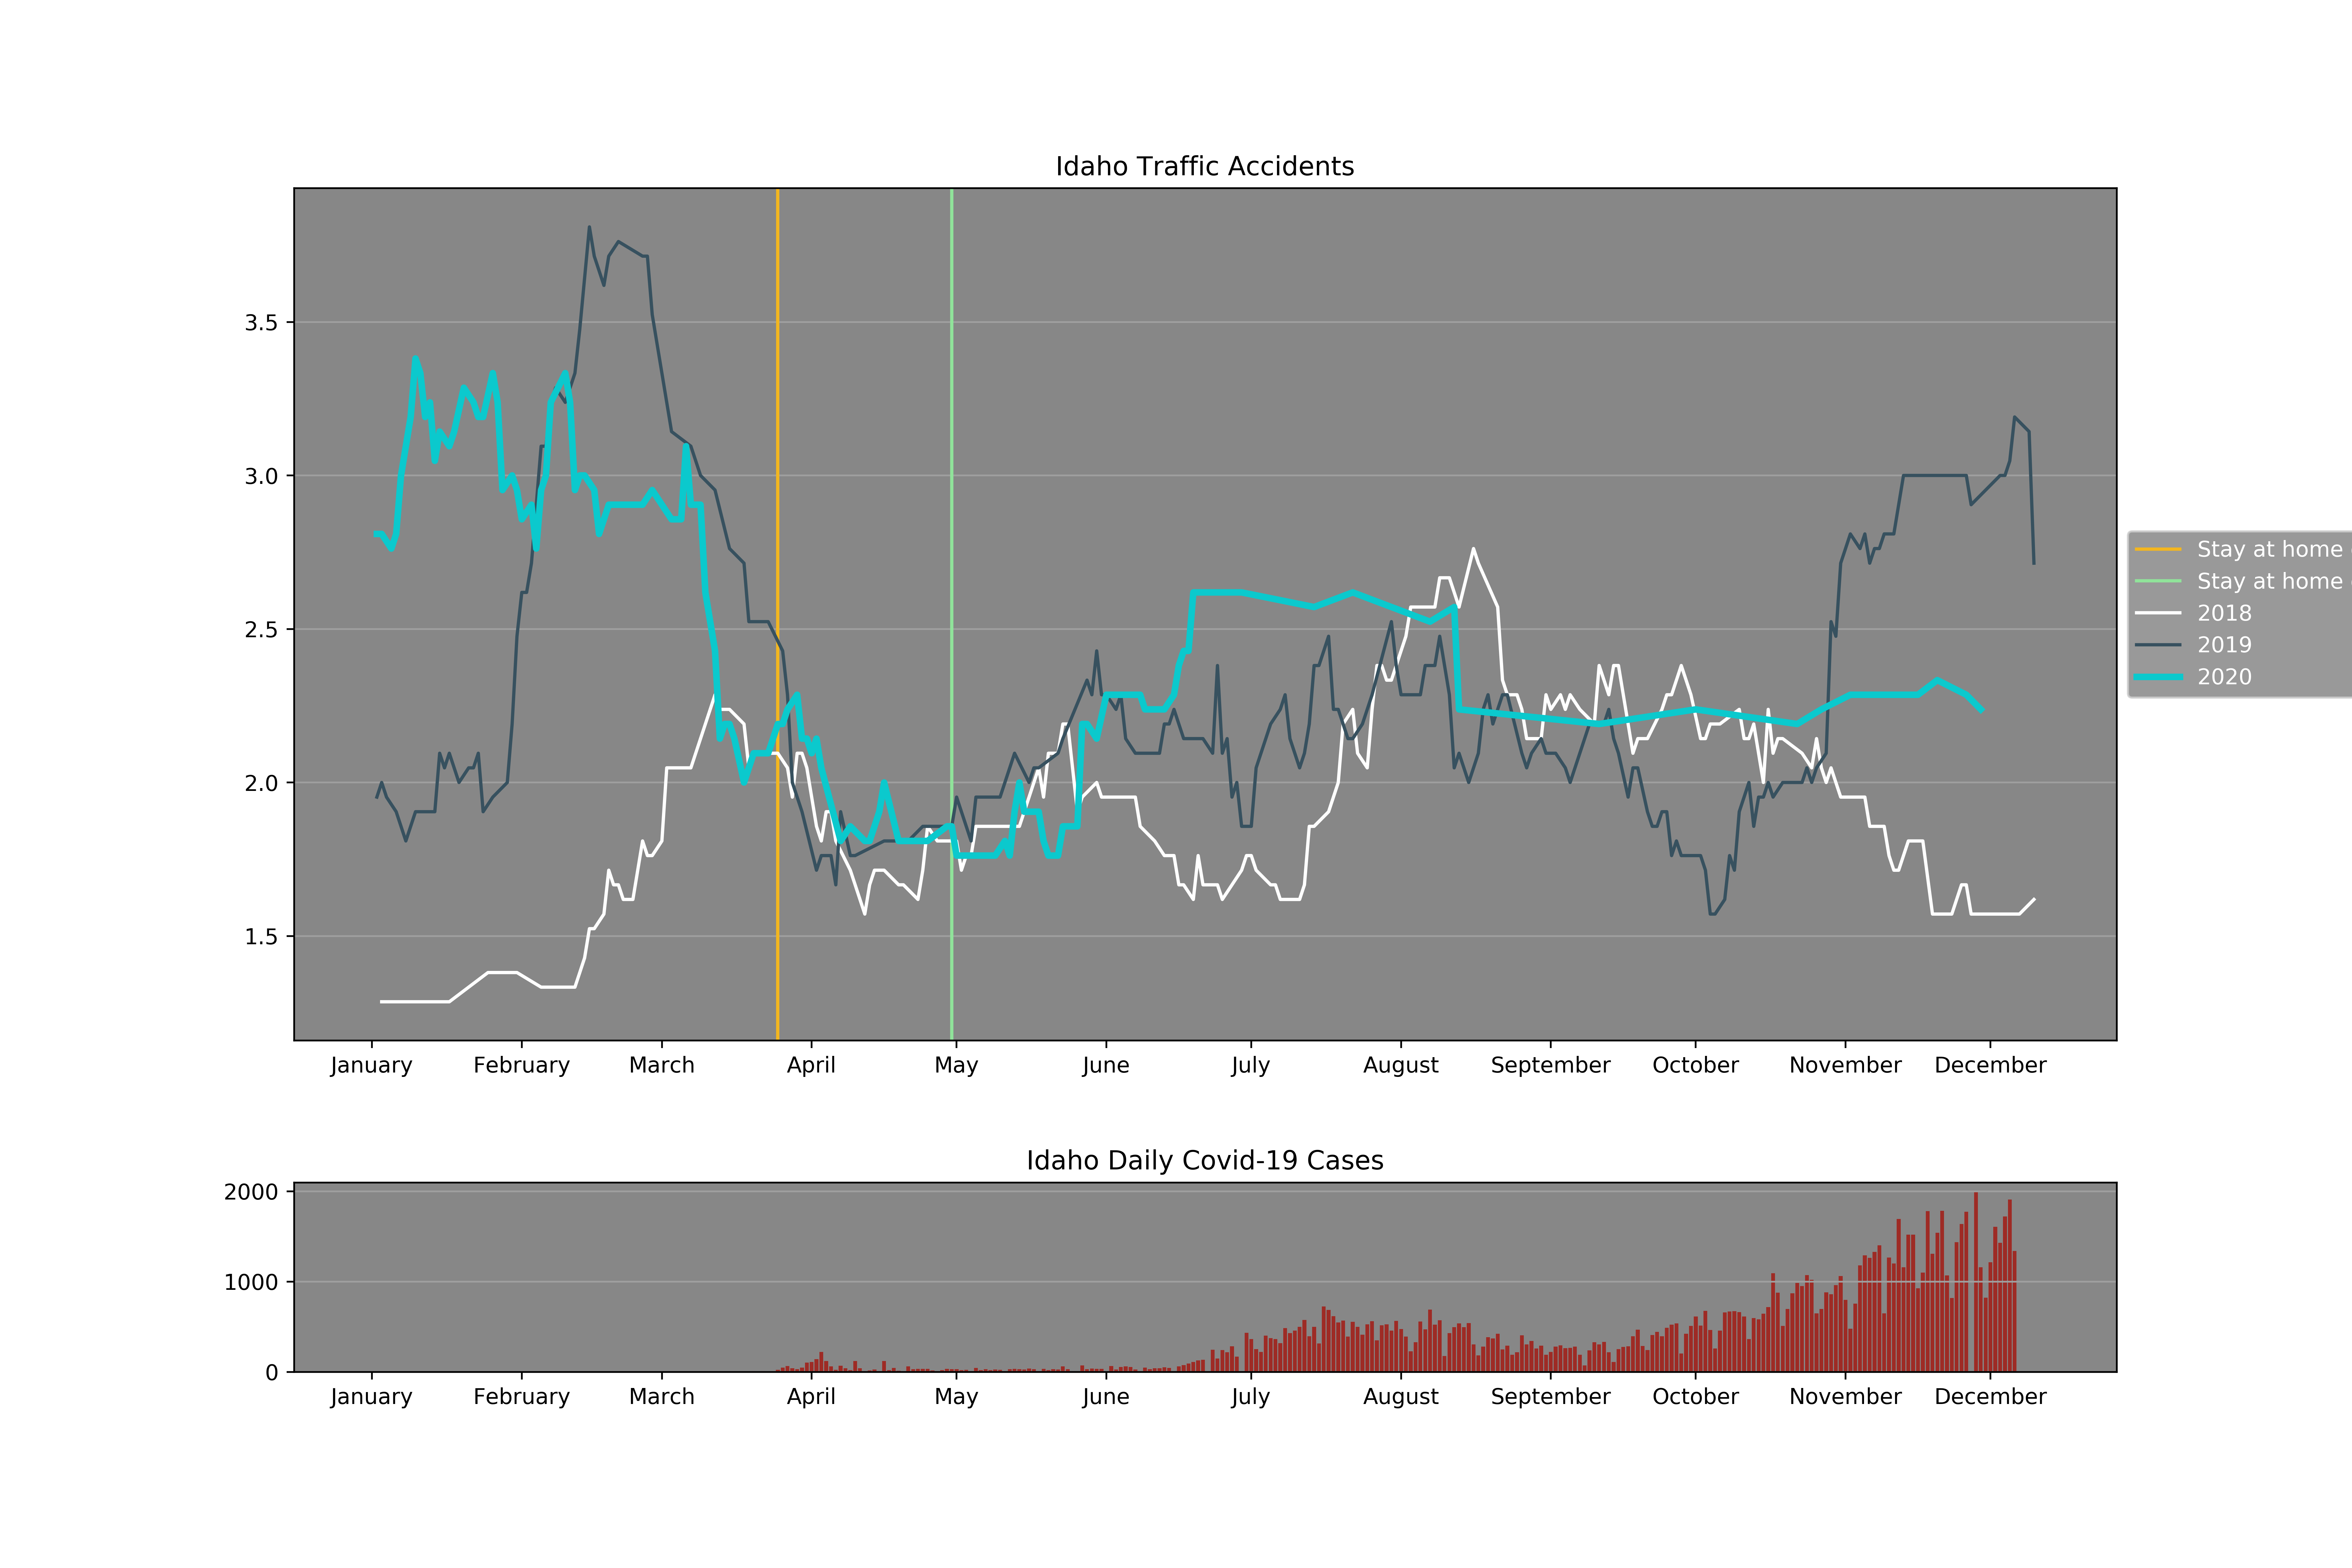 Idaho Traffic Accidents
3.5
3.0
2.5
2.0
1.5
January February March April May June July August September October November December
Stay at home
Stay at home
2018
2019
2020
Idaho Daily Covid-19 Cases
2000
1000
0
January February March April May June July August September October November December